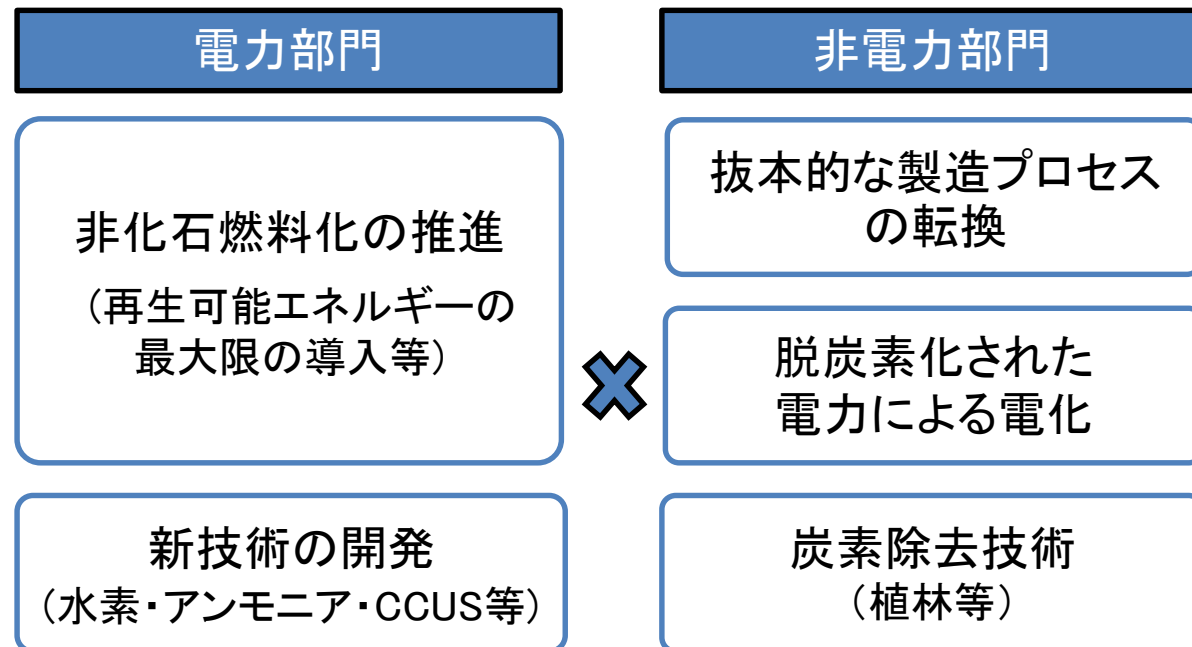 電力部門
非化石燃料化の推進
（再生可能エネルギーの
最大限の導入等）
新技術の開発
（水素・アンモニア・CCUS等）
非電力部門
抜本的な製造プロセス
の転換
脱炭素化された
電力による電化
炭素除去技術
（植林等）